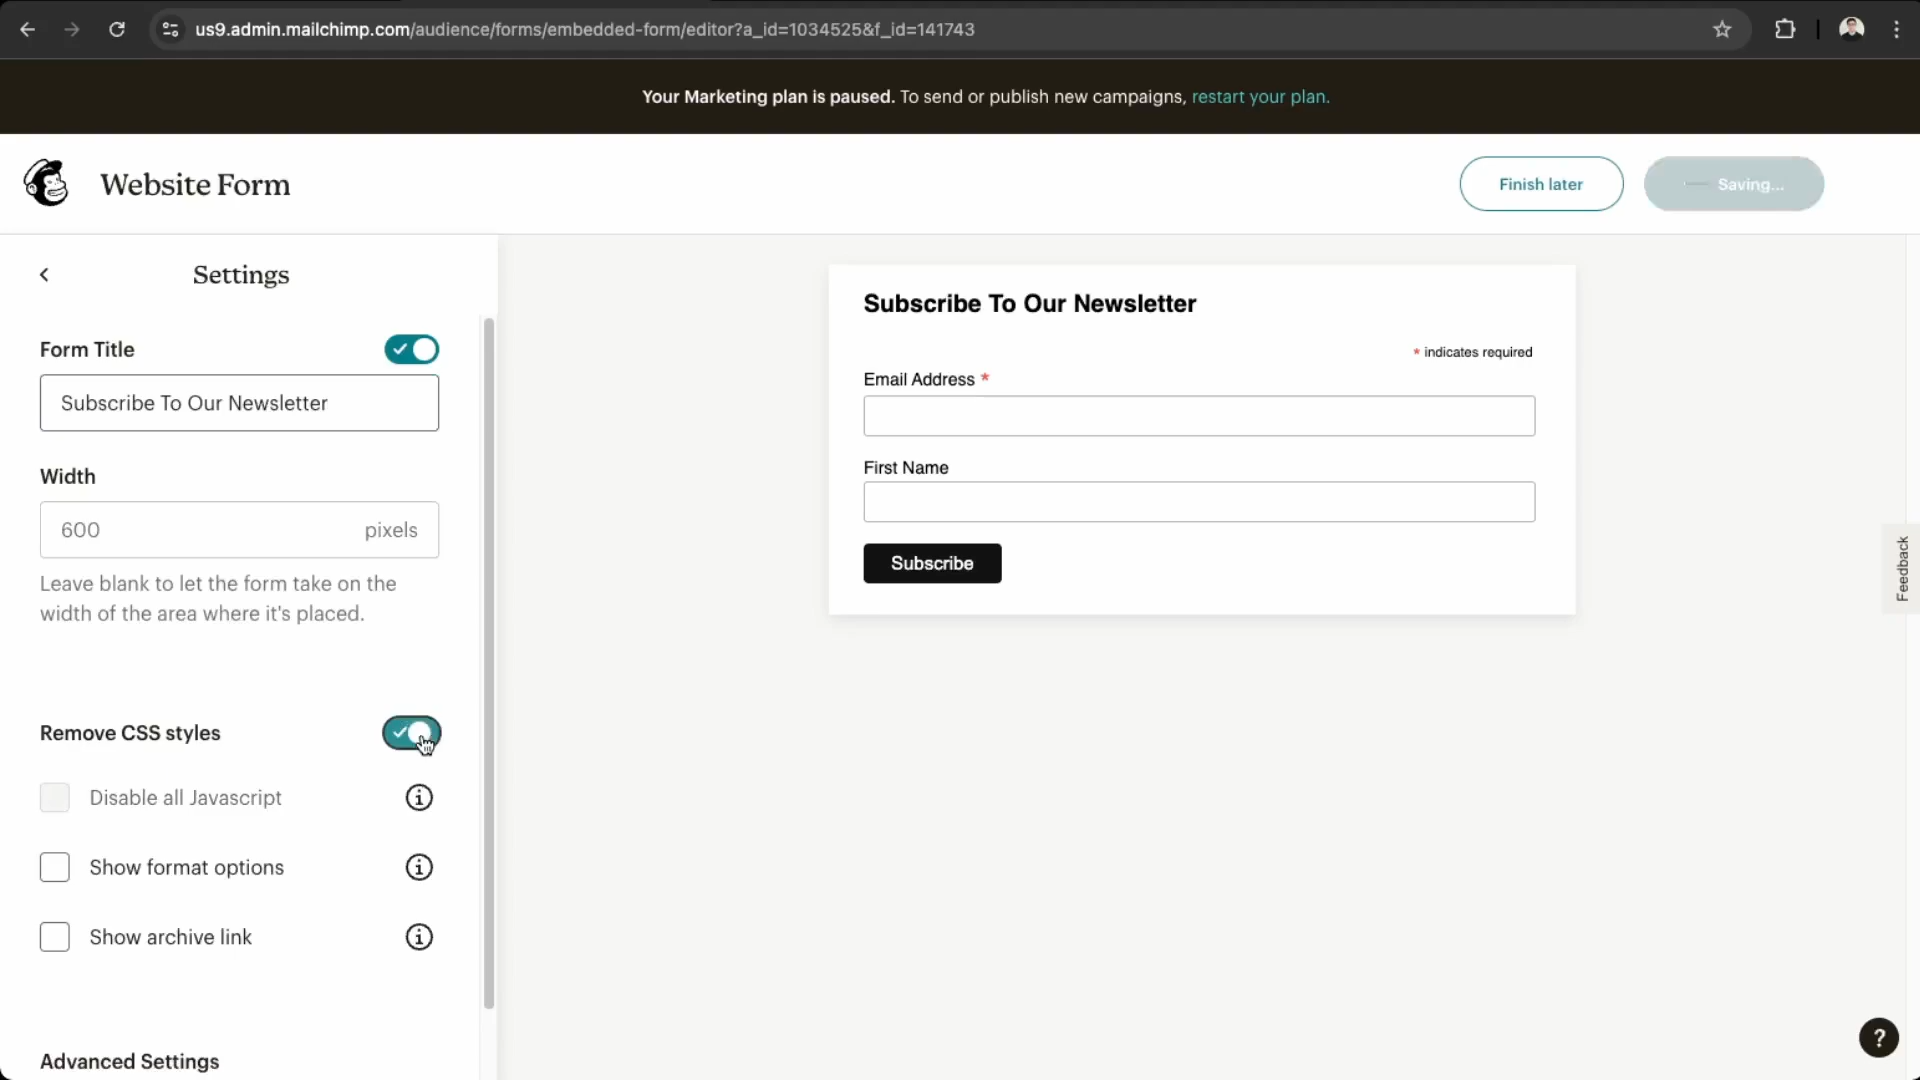 us9.admin.mailchimp.com/audience/forms/embedded-form/editor?a_id=1034525&f_id=141743
Your Marketing plan is paused. To send or publish new campaigns, restart your plan.
Website Form
Finish later
Saving...
Settings
Form Title
Subscribe To Our Newsletter
Width
600 pixels
Leave blank to let the form take on the
width of the area where it's placed.
Remove CSS styles
Disable all Javascript
Show format options
Show archive link
Advanced Settings
Subscribe To Our Newsletter
* indicates required
Email Address *
First Name
Subscribe
Feedback
?